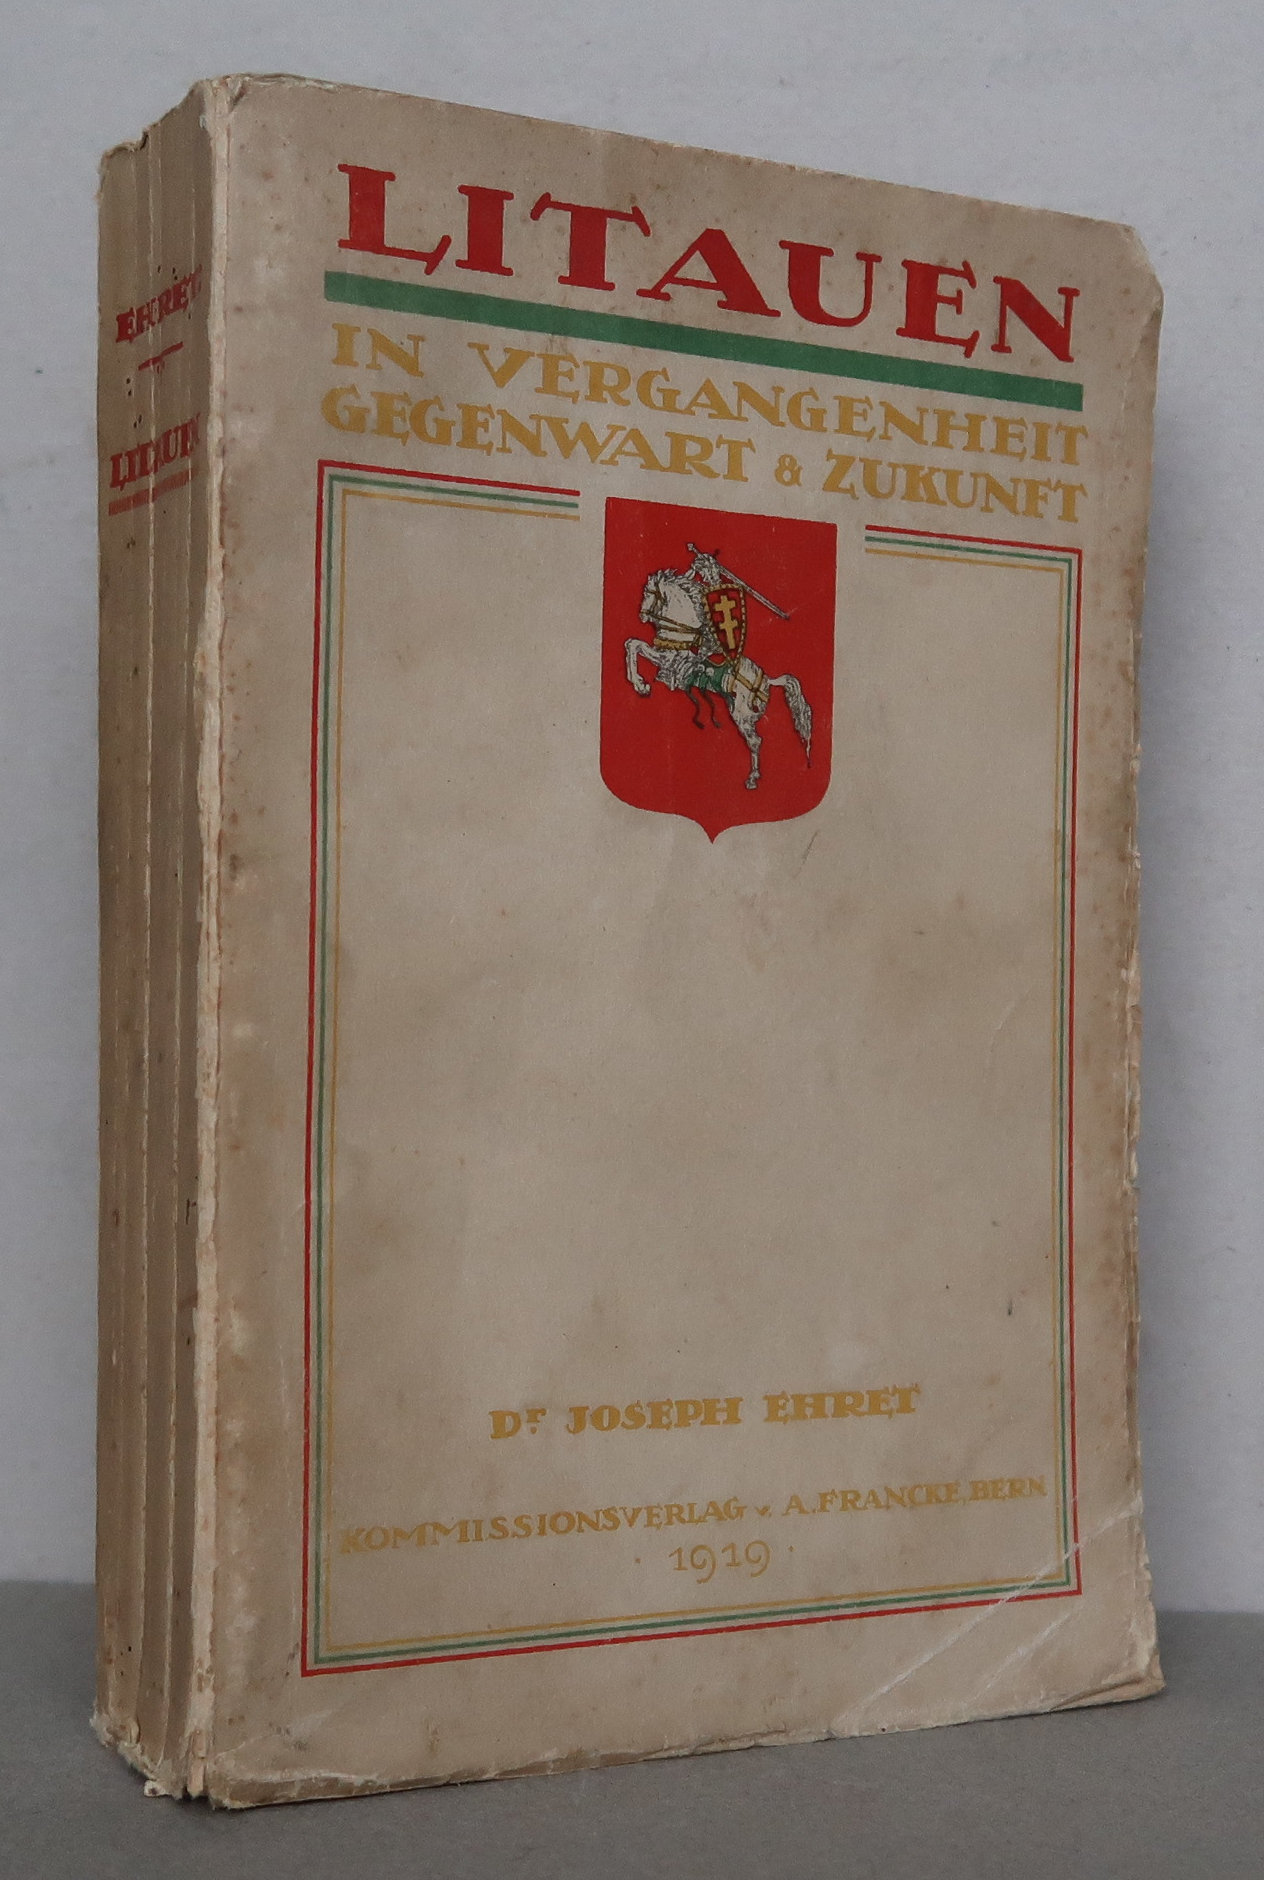 EHRET
LITAUEN
LITAUEN
IN VERGANGENHEIT
GEGENWART & ZUKUNFT
Dr. JOSEPH EHRET
KOMMISSIONSVERLAG v. A. FRANCKE, BERN
· 1919 ·